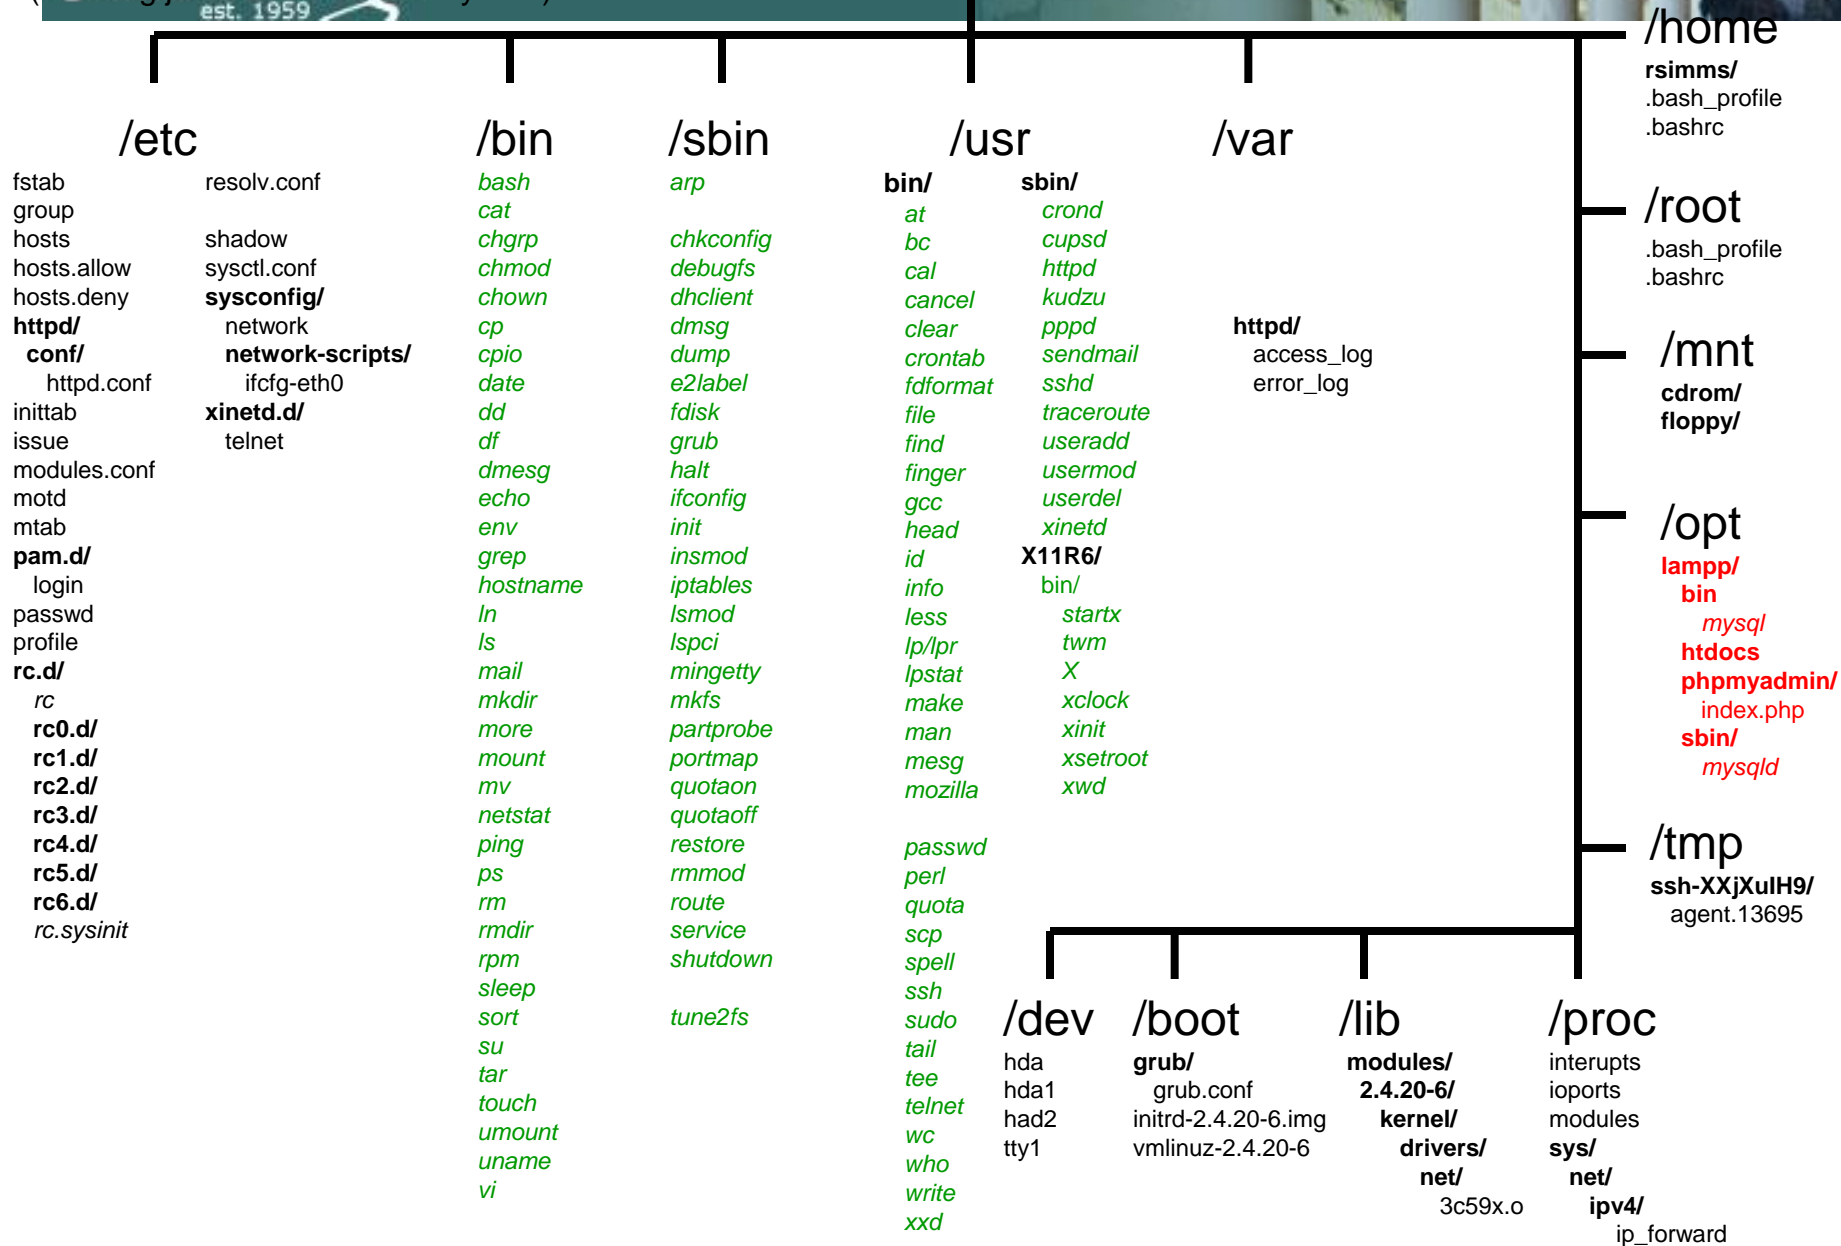 est. 1959
/home
rsimms/
.bash_profile
.bashrc
/etc
fstab
group
hosts
hosts.allow
hosts.deny
httpd/
conf/
httpd.conf
inittab
issue
modules.conf
motd
mtab
pam.d/
login
passwd
profile
rc.d/
rc
rc0.d/
rc1.d/
rc2.d/
rc3.d/
rc4.d/
rc5.d/
rc6.d/
rc.sysinit
resolv.conf
shadow
sysctl.conf
sysconfig/
network
network-scripts/
ifcfg-eth0
xinetd.d/
telnet
/bin
bash
cat
chgrp
chmod
chown
cp
cpio
date
dd
df
dmesg
echo
env
grep
hostname
ln
ls
mail
mkdir
more
mount
mv
netstat
ping
ps
rm
rmdir
rpm
sleep
sort
su
tar
touch
umount
uname
vi
/sbin
arp
chkconfig
debugfs
dhclient
dmsg
dump
e2label
fdisk
grub
halt
ifconfig
init
insmod
iptables
lsmod
lspci
mingetty
mkfs
partprobe
portmap
quotaon
quotaoff
restore
rmmod
route
service
shutdown
tune2fs
/usr
bin/
at
bc
cal
cancel
clear
crontab
fdformat
file
find
finger
gcc
head
id
info
less
lp/lpr
lpstat
make
man
mesg
mozilla
passwd
perl
quota
scp
spell
ssh
sudo
tail
tee
telnet
wc
who
write
xxd
sbin/
crond
cupsd
httpd
kudzu
pppd
sendmail
sshd
traceroute
useradd
usermod
userdel
xinetd
X11R6/
bin/
startx
twm
X
xclock
xinit
xsetroot
xwd
/var
httpd/
access_log
error_log
/root
.bash_profile
.bashrc
/mnt
cdrom/
floppy/
/opt
lampp/
bin
mysql
htdocs
phpmyadmin/
index.php
sbin/
mysqld
/tmp
ssh-XXjXuIH9/
agent.13695
/dev
hda
hda1
had2
tty1
/boot
grub/
grub.conf
initrd-2.4.20-6.img
vmlinuz-2.4.20-6
/lib
modules/
2.4.20-6/
kernel/
drivers/
net/
3c59x.o
/proc
interupts
ioports
modules
sys/
net/
ipv4/
ip_forward